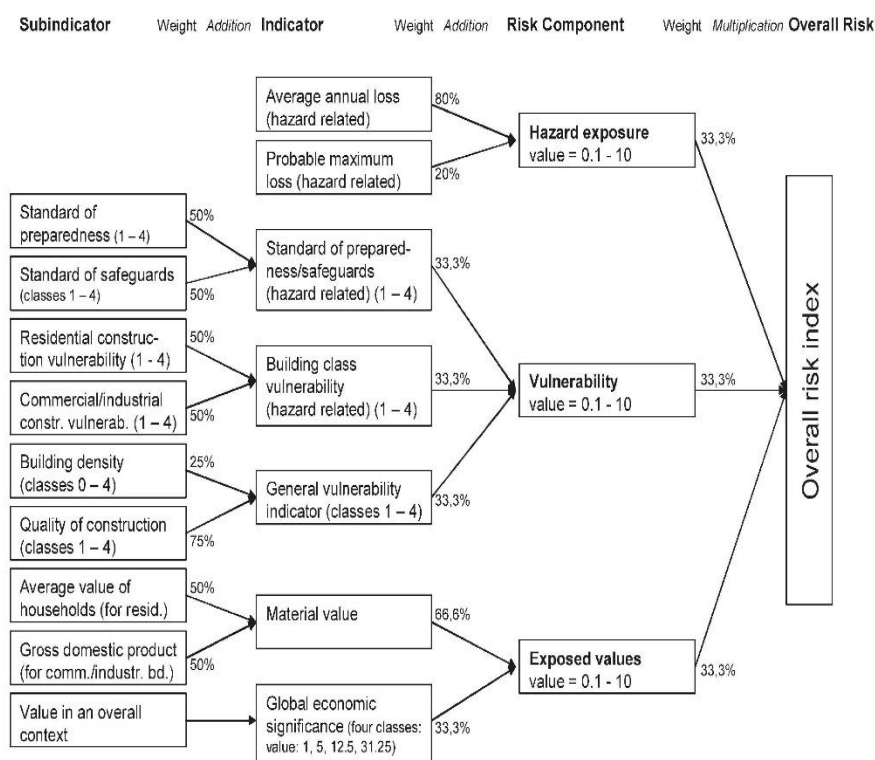 Subindicator Weight Addition Indicator Weight Addition Risk Component Weight Multiplication Overall Risk
Average annual loss
(hazard related)
80%
Probable maximum
loss (hazard related)
20%
Hazard exposure
value = 0.1 - 10
33,3%
Standard of
preparedness (1 – 4)
50%
Standard of safeguards
(classes 1 – 4)
50%
Standard of prepared-
ness/safeguards
(hazard related) (1 – 4)
33,3%
Residential construc-
tion vulnerability (1 - 4)
50%
Commercial/industrial
constr. vulnerab. (1 – 4)
50%
Building class
vulnerability
(hazard related) (1 – 4)
33,3%
Vulnerability
value = 0.1 - 10
33,3%
Building density
(classes 0 – 4)
25%
Quality of construction
(classes 1 – 4)
75%
General vulnerability
indicator (classes 1 – 4)
33,3%
Average value of
households (for resid.)
50%
Gross domestic product
(for comm./industr. bd.)
50%
Material value
66,6%
Value in an overall
context
Global economic
significance (four classes:
value: 1, 5, 12.5, 31.25)
33,3%
Exposed values
value = 0.1 - 10
33,3%
Overall risk index